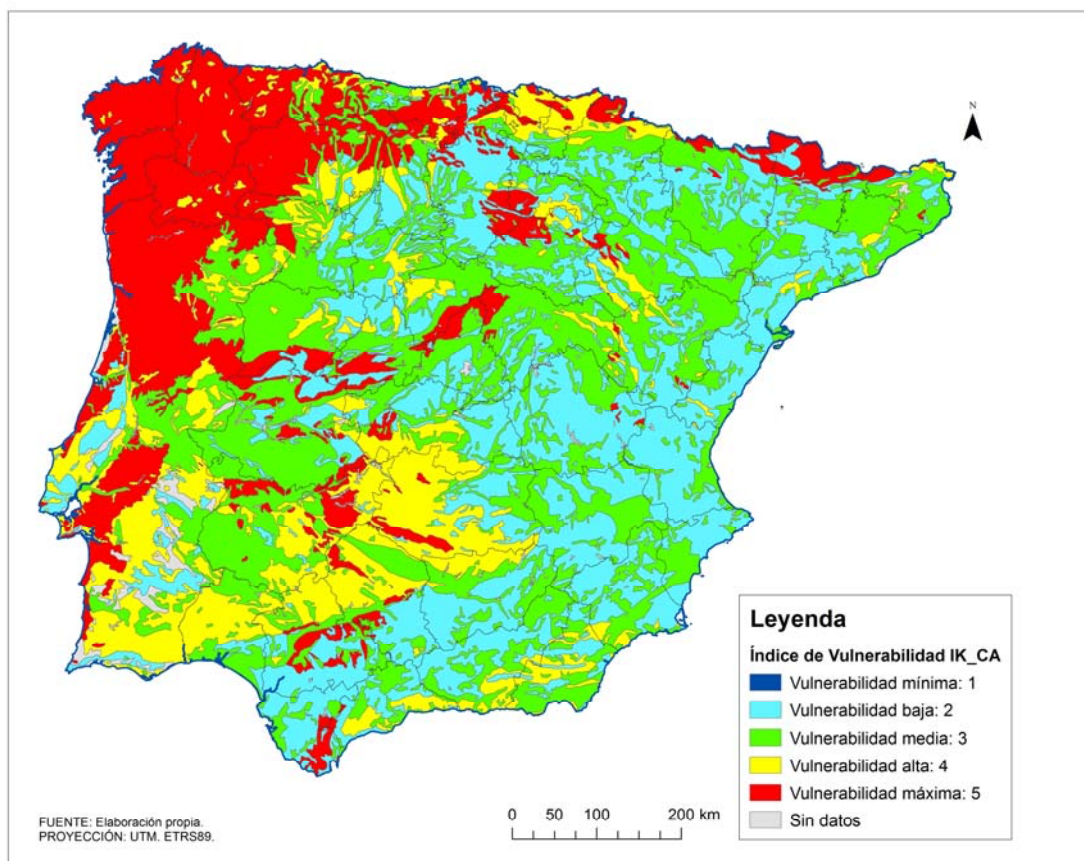 N
Leyenda
Índice de Vulnerabilidad IK_CA
Vulnerabilidad mínima: 1
Vulnerabilidad baja: 2
Vulnerabilidad media: 3
Vulnerabilidad alta: 4
Vulnerabilidad máxima: 5
Sin datos
FUENTE: Elaboración propia.
PROYECCIÓN: UTM. ETRS89.
0 50 100 200 km